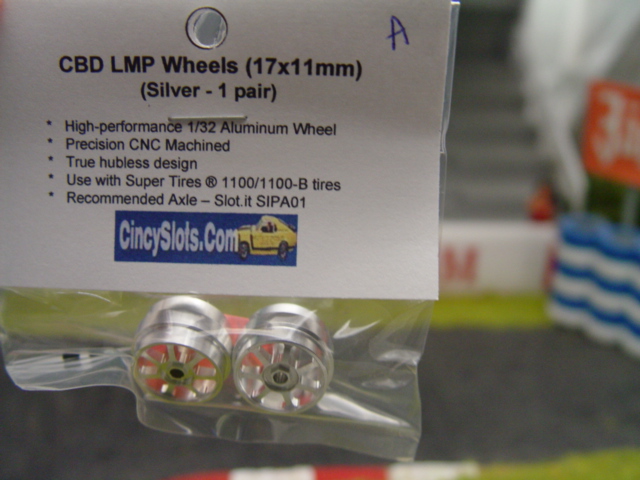 A
CBD LMP Wheels (17x11mm)
(Silver - 1 pair)
* High-performance 1/32 Aluminum Wheel
* Precision CNC Machined
* True hubless design
* Use with Super Tires ® 1100/1100-B tires
* Recommended Axle – Slot.it SIPA01
CincySlots.Com